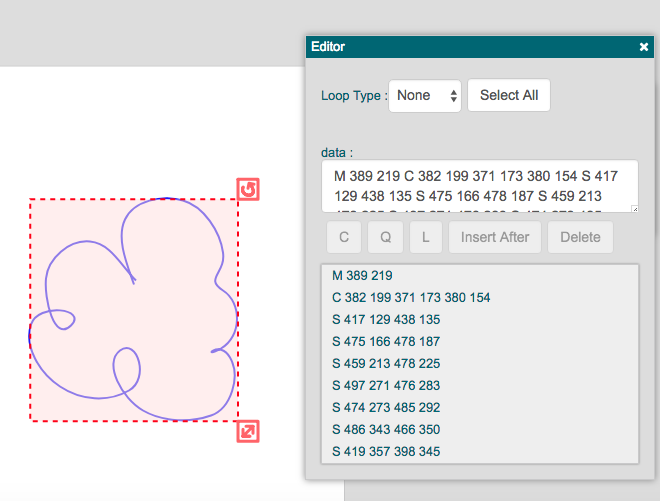 Editor ×
Loop Type : None Select All
data :
M 389 219 C 382 199 371 173 380 154 S 417
129 438 135 S 475 166 478 187 S 459 213
C Q L Insert After Delete
M 389 219
C 382 199 371 173 380 154
S 417 129 438 135
S 475 166 478 187
S 459 213 478 225
S 497 271 476 283
S 474 273 485 292
S 486 343 466 350
S 419 357 398 345